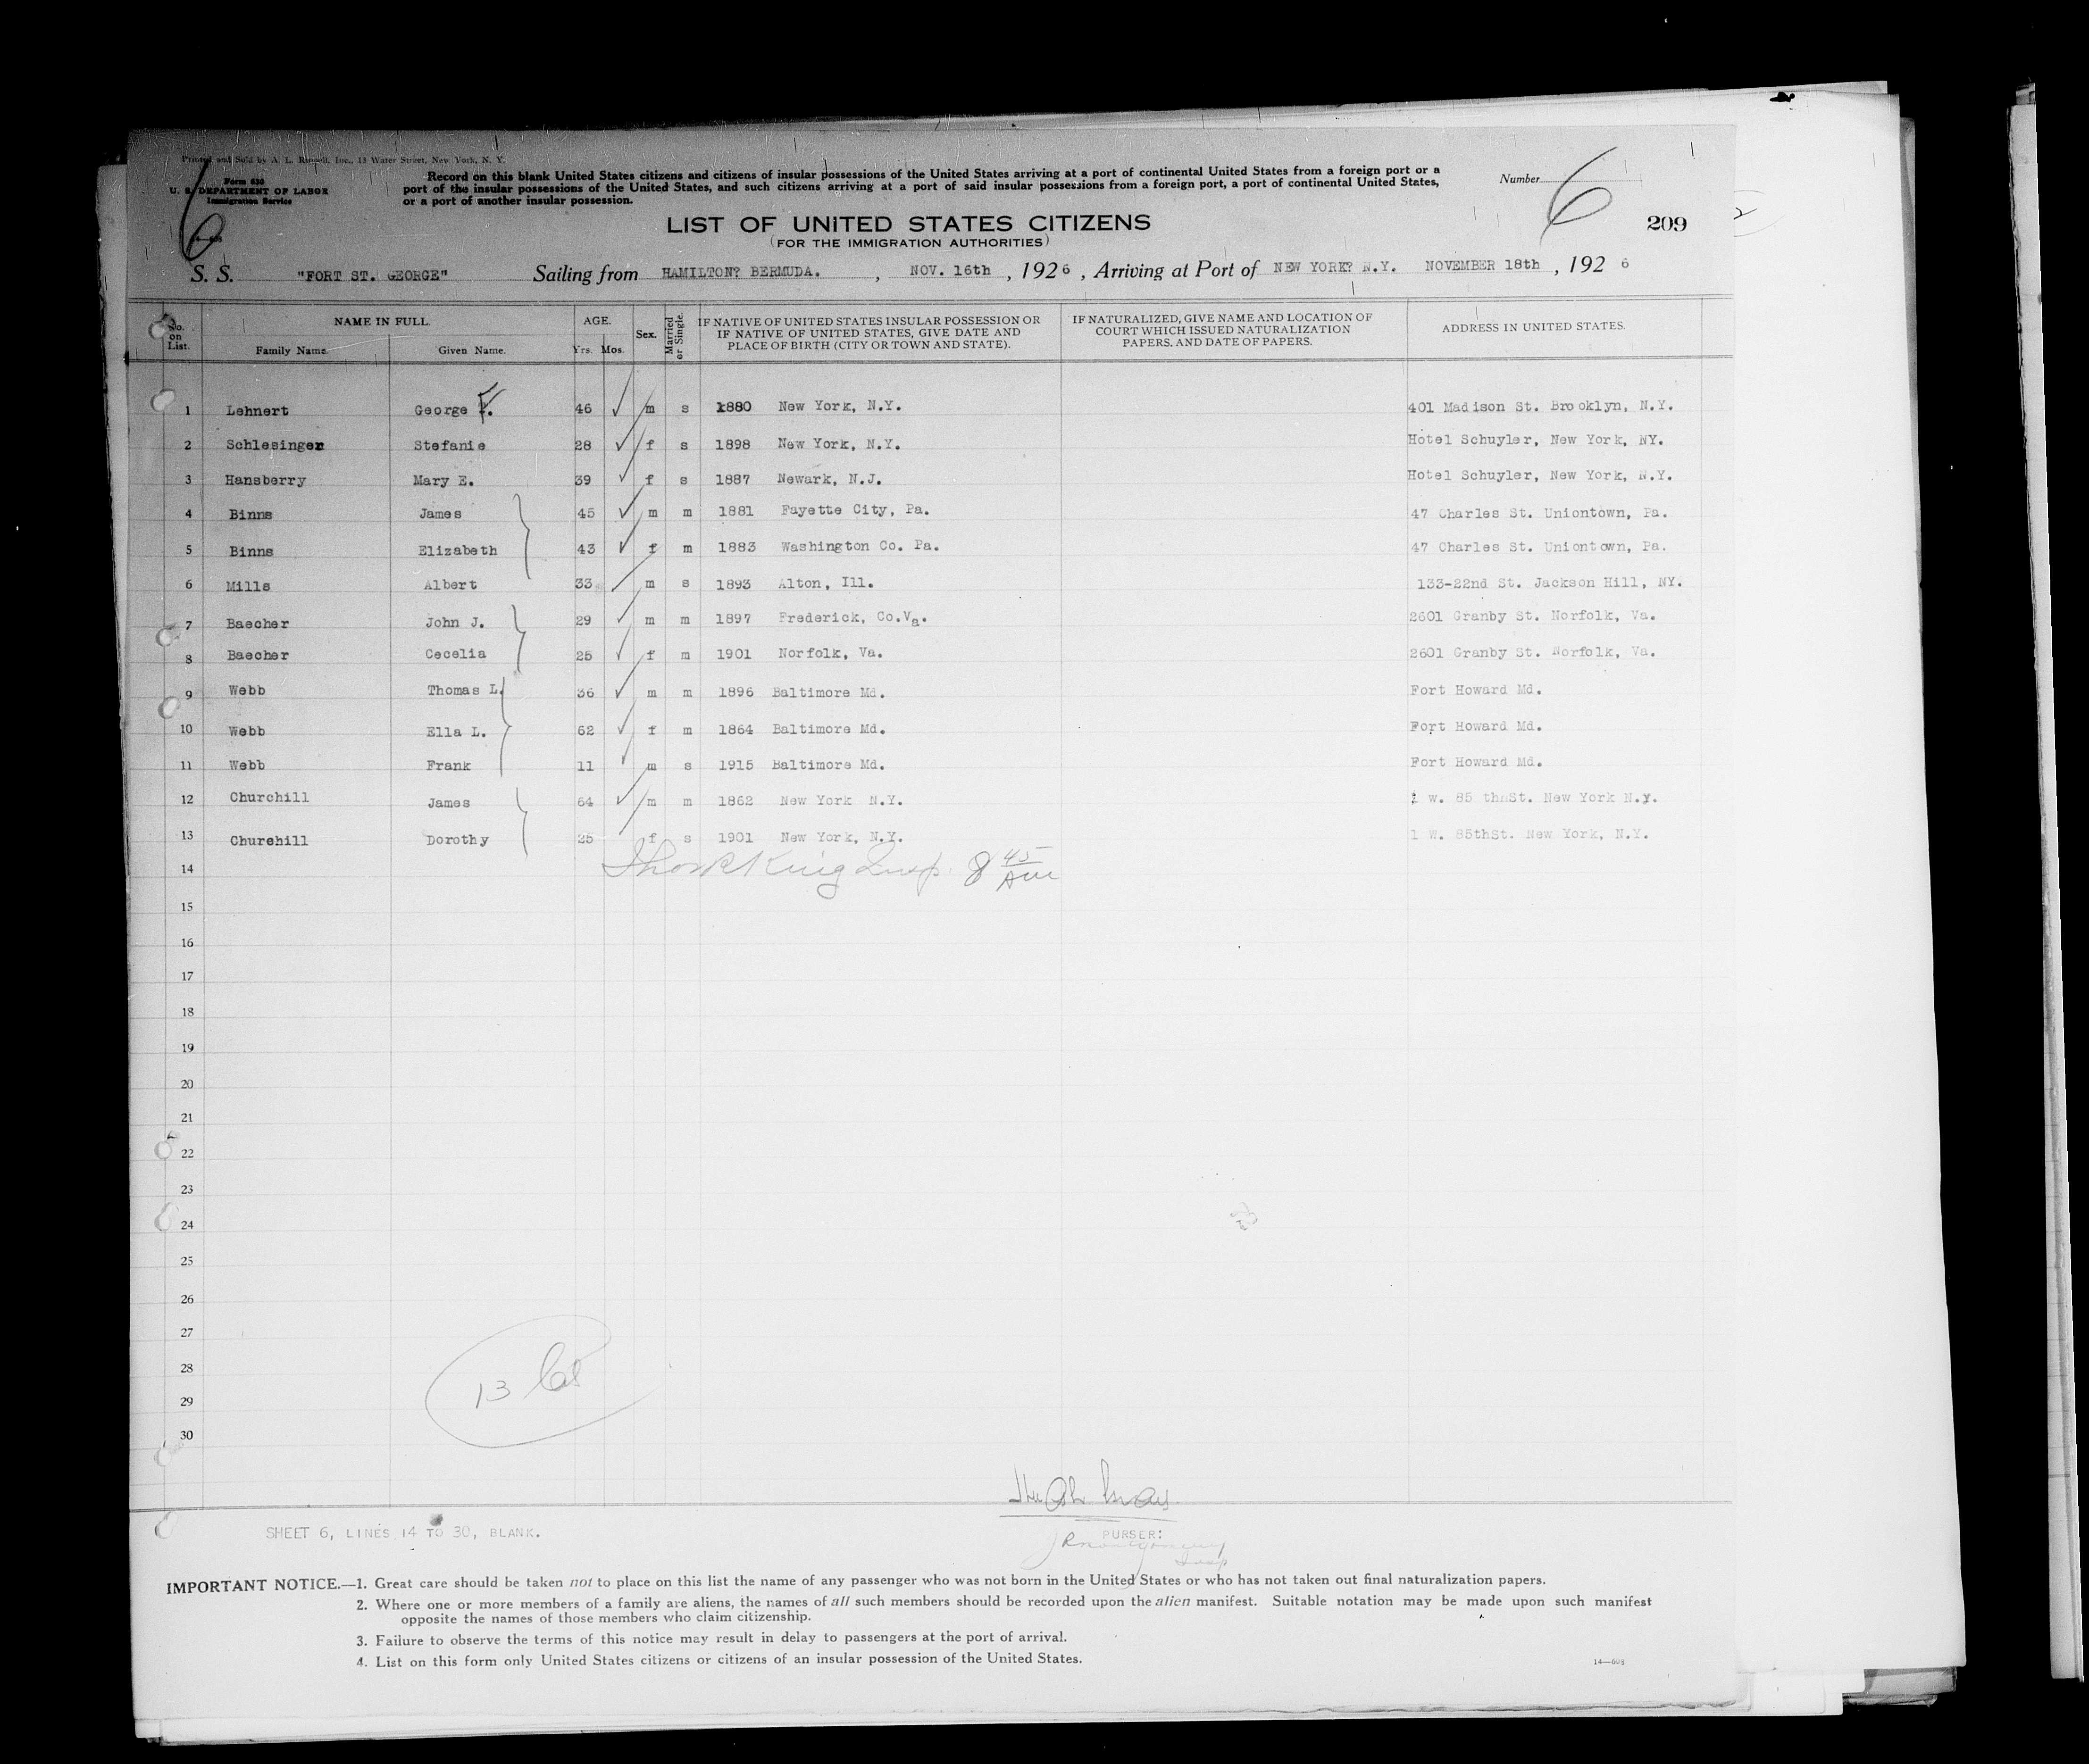 Printed and Sold by A. L. Russell, Inc., 13 Water Street, New York, N. Y.
Form 630
U. S. DEPARTMENT OF LABOR
Immigration Service
6
Record on this blank United States citizens and citizens of insular possessions of the United States arriving at a port of continental United States from a foreign port or a
port of the insular possessions of the United States, and such citizens arriving at a port of said insular possessions from a foreign port, a port of continental United States,
or a port of another insular possession.
Number 6
209
LIST OF UNITED STATES CITIZENS
(FOR THE IMMIGRATION AUTHORITIES)
S. S. "FORT ST. GEORGE" Sailing from HAMILTON? BERMUDA. , NOV. 16th , 1926 , Arriving at Port of NEW YORK? N.Y. NOVEMBER 18th , 1926
No. on List. NAME IN FULL. Family Name. Given Name. AGE. Yrs. Mos. Sex. Married or Single. IF NATIVE OF UNITED STATES INSULAR POSSESSION OR IF NATIVE OF UNITED STATES, GIVE DATE AND PLACE OF BIRTH (CITY OR TOWN AND STATE). IF NATURALIZED, GIVE NAME AND LOCATION OF COURT WHICH ISSUED NATURALIZATION PAPERS, AND DATE OF PAPERS. ADDRESS IN UNITED STATES.
1 Lehnert George F. 46 m s 1880 New York, N.Y. 401 Madison St. Brooklyn, N.Y.
2 Schlesinger Stefanie 28 f s 1898 New York, N.Y. Hotel Schuyler, New York, NY.
3 Hansberry Mary E. 39 f s 1887 Newark, N.J. Hotel Schuyler, New York, N.Y.
4 Binns James 45 m m 1881 Fayette City, Pa. 47 Charles St. Uniontown, Pa.
5 Binns Elizabeth 43 f m 1883 Washington Co. Pa. 47 Charles St. Uniontown, Pa.
6 Mills Albert 33 m s 1893 Alton, Ill. 133-22nd St. Jackson Hill, NY.
7 Baecher John J. 29 m m 1897 Frederick, Co.Va. 2601 Granby St. Norfolk, Va.
8 Baecher Cecelia 25 f m 1901 Norfolk, Va. 2601 Granby St. Norfolk, Va.
9 Webb Thomas L. 36 m m 1896 Baltimore Md. Fort Howard Md.
10 Webb Ella L. 62 f m 1864 Baltimore Md. Fort Howard Md.
11 Webb Frank 11 m s 1915 Baltimore Md. Fort Howard Md.
12 Churchill James 64 m m 1862 New York N.Y. 1 w. 85 thnSt. New York N.y.
13 Churchill Dorothy 25 f s 1901 New York, N.Y. 1 W. 85thSt. New York, N.Y.
14 King Insp. 8 45 AM
15
16
17
18
19
20
21
22
23
24
25
26
27
28
29
30
13
SHEET 6, LINES 14 TO 30, BLANK.
PURSER:
JR Montgomery
Insp
IMPORTANT NOTICE.—1. Great care should be taken not to place on this list the name of any passenger who was not born in the United States or who has not taken out final naturalization papers.
2. Where one or more members of a family are aliens, the names of all such members should be recorded upon the alien manifest. Suitable notation may be made upon such manifest
opposite the names of those members who claim citizenship.
3. Failure to observe the terms of this notice may result in delay to passengers at the port of arrival.
4. List on this form only United States citizens or citizens of an insular possession of the United States.